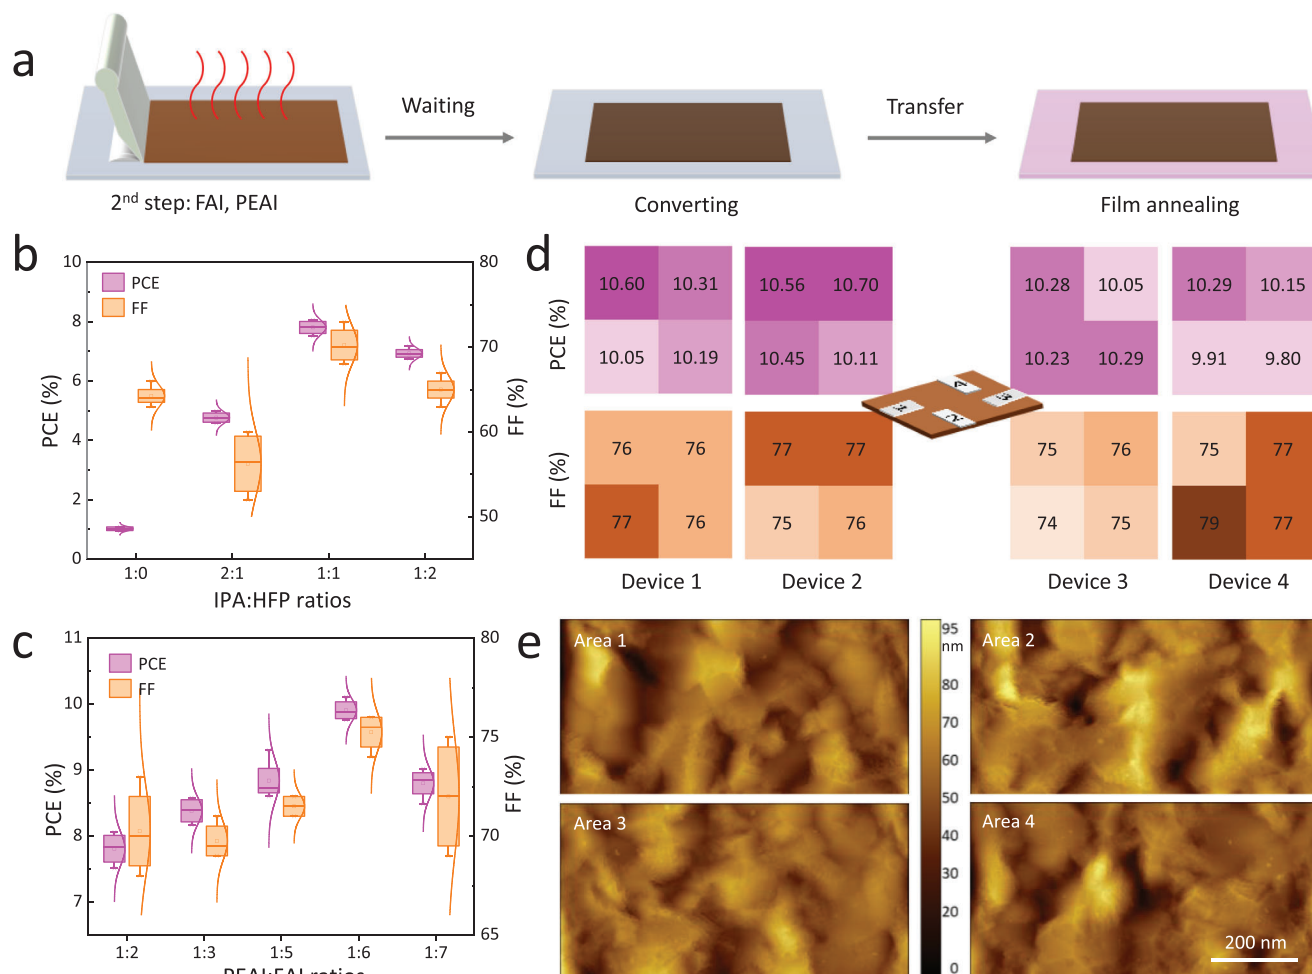 a
Waiting
Transfer
2nd step: FAI, PEAI
Converting
Film annealing
b
PCE
FF
PCE (%)
10
8
6
4
2
0
FF (%)
80
70
60
50
1:0
2:1
1:1
1:2
IPA:HFP ratios
c
PCE
FF
PCE (%)
11
10
9
8
7
FF (%)
80
75
70
65
1:2
1:3
1:5
1:6
1:7
PEAI:FAI ratios
d
PCE (%)
10.60 10.31 10.56 10.70 10.28 10.05 10.29 10.15
10.05 10.19 10.45 10.11 10.23 10.29 9.91 9.80
1 2 3 4
FF (%)
76 76 77 77 75 76 75 77
77 76 75 76 74 75 79 77
Device 1
Device 2
Device 3
Device 4
e
Area 1
Area 2
Area 3
Area 4
95
nm
80
70
60
50
40
30
20
0
200 nm